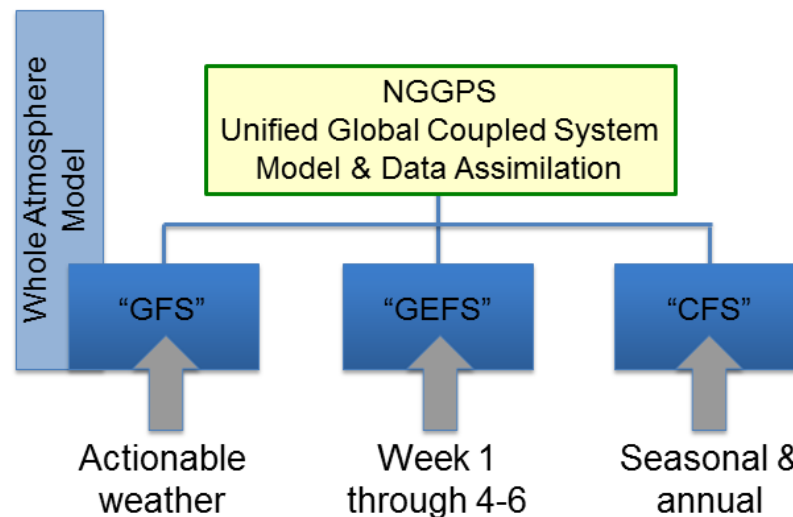 Whole Atmosphere
Model
NGGPS
Unified Global Coupled System
Model & Data Assimilation
“GFS”
“GEFS”
“CFS”
Actionable
weather
Week 1
through 4-6
Seasonal &
annual